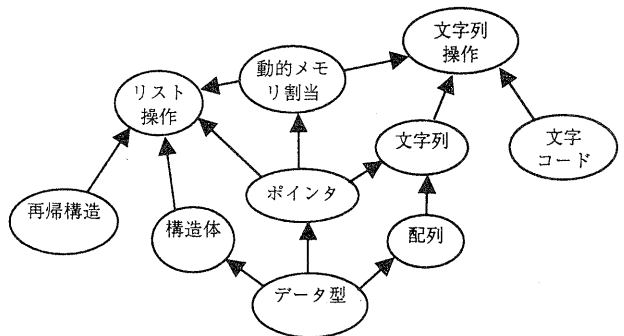 文字列
操作
動的メモ
リ割当
リスト
操作
文字列
文字
コード
ポインタ
再帰構造
構造体
配列
データ型